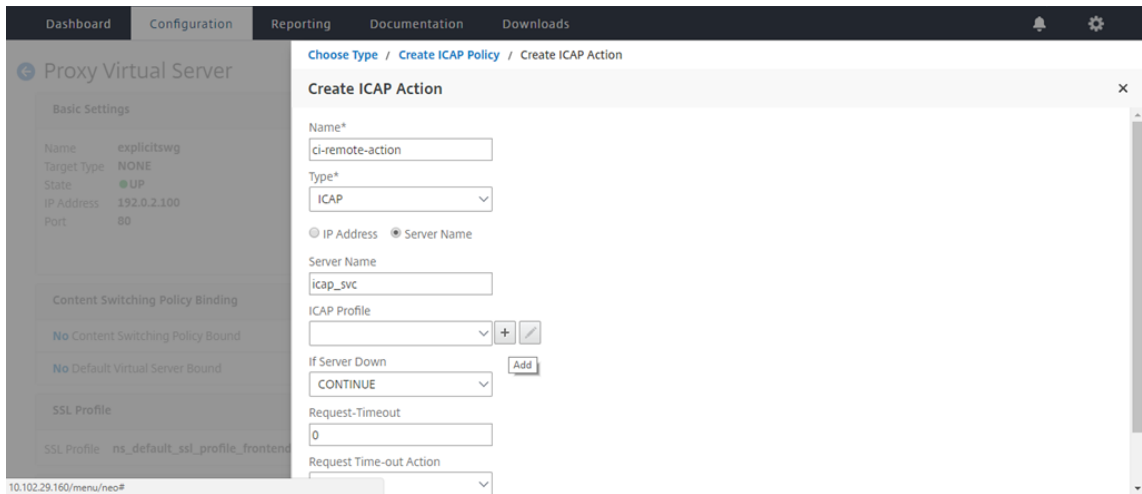 Dashboard Configuration Reporting Documentation Downloads
Proxy Virtual Server
Basic Settings
Name explicitswg
Target Type NONE
State UP
IP Address 192.0.2.100
Port 80
Content Switching Policy Binding
No Content Switching Policy Bound
No Default Virtual Server Bound
SSL Profile
SSL Profile ns_default_ssl_profile_frontend
10.102.29.160/menu/neo#
Choose Type / Create ICAP Policy / Create ICAP Action
Create ICAP Action
Name*
ci-remote-action
Type*
ICAP
IP Address Server Name
Server Name
icap_svc
ICAP Profile
+
Add
If Server Down
CONTINUE
Request-Timeout
0
Request Time-out Action